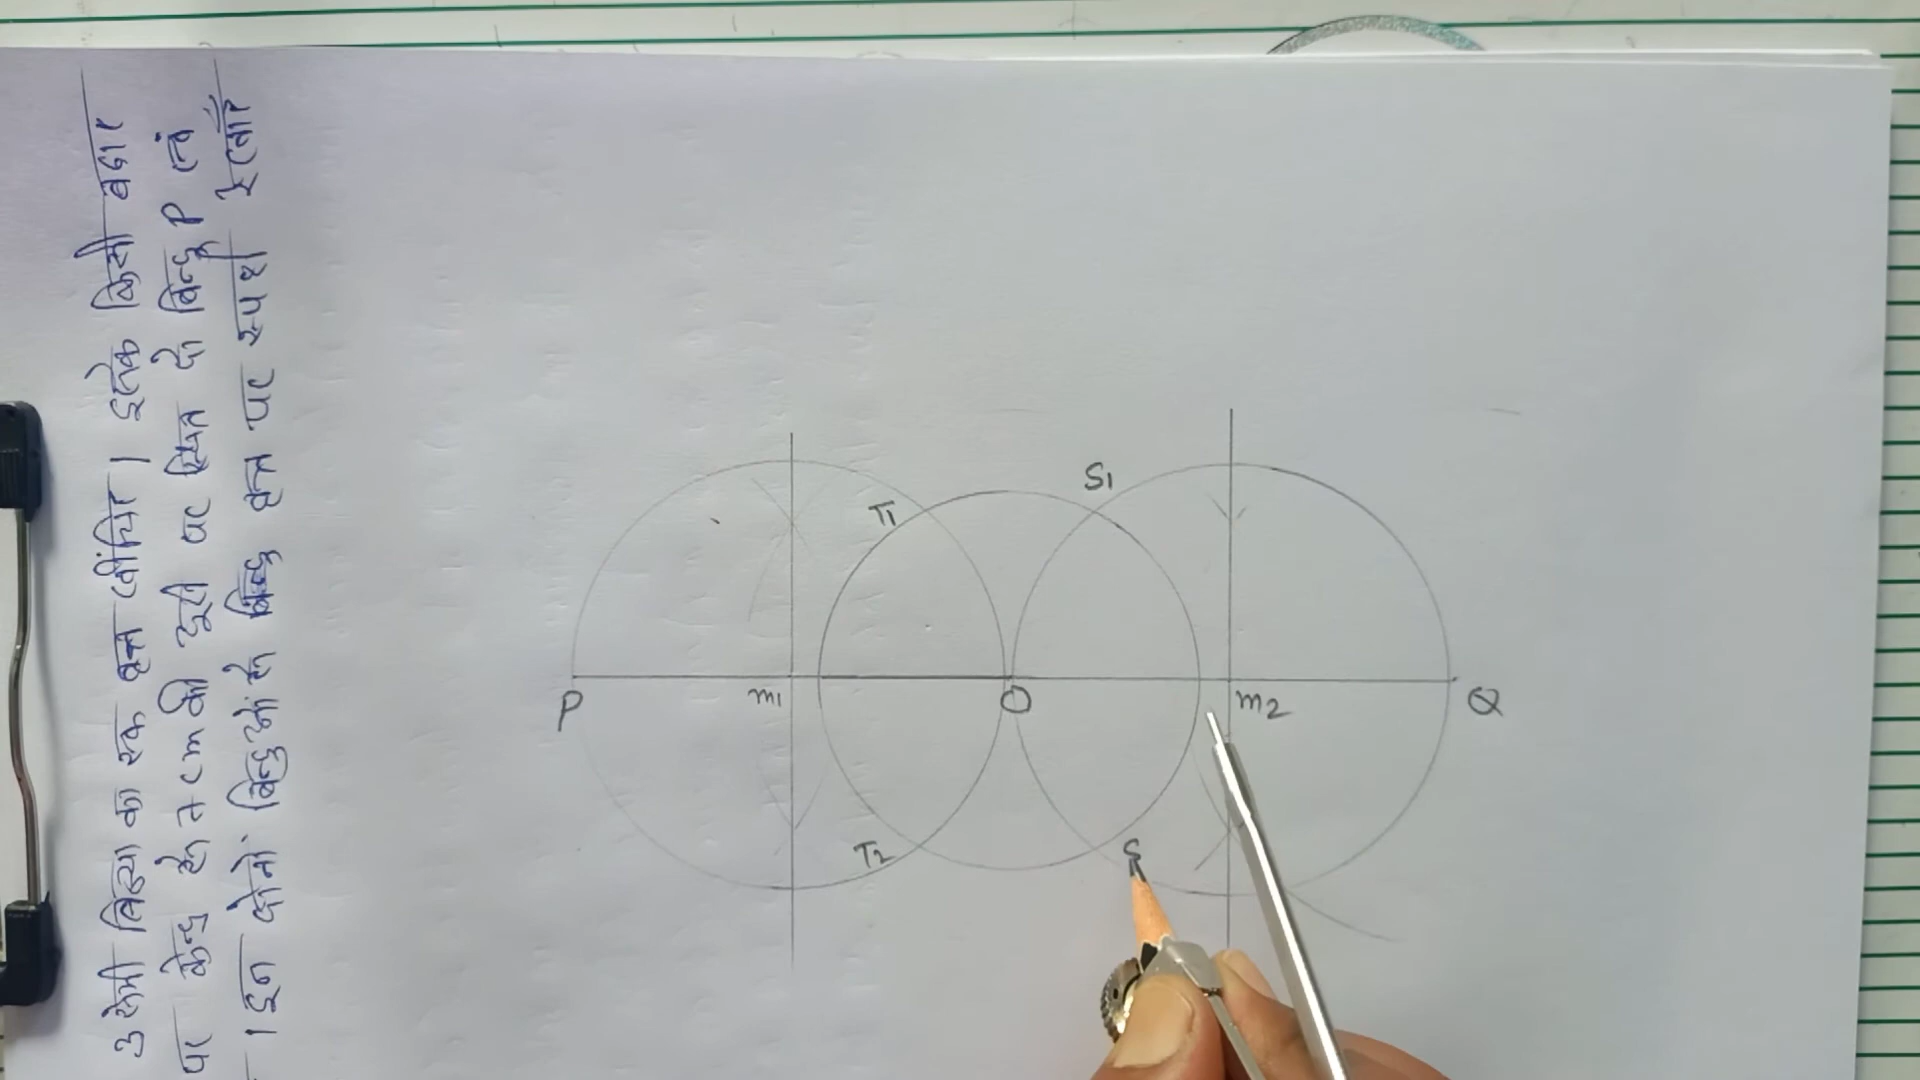 3 सेमी त्रिज्या का एक वृत्त खींचिए। इसके किसी बढ़ाए
पर केन्द्र से 7 cm की दूरी पर स्थित दो बिन्दु P एवं
। इन दोनों बिन्दुओं से बिन्दु वृत्त पर स्पर्श रेखाएँ
S1
T1
P m1 O m2 Q
T2 S